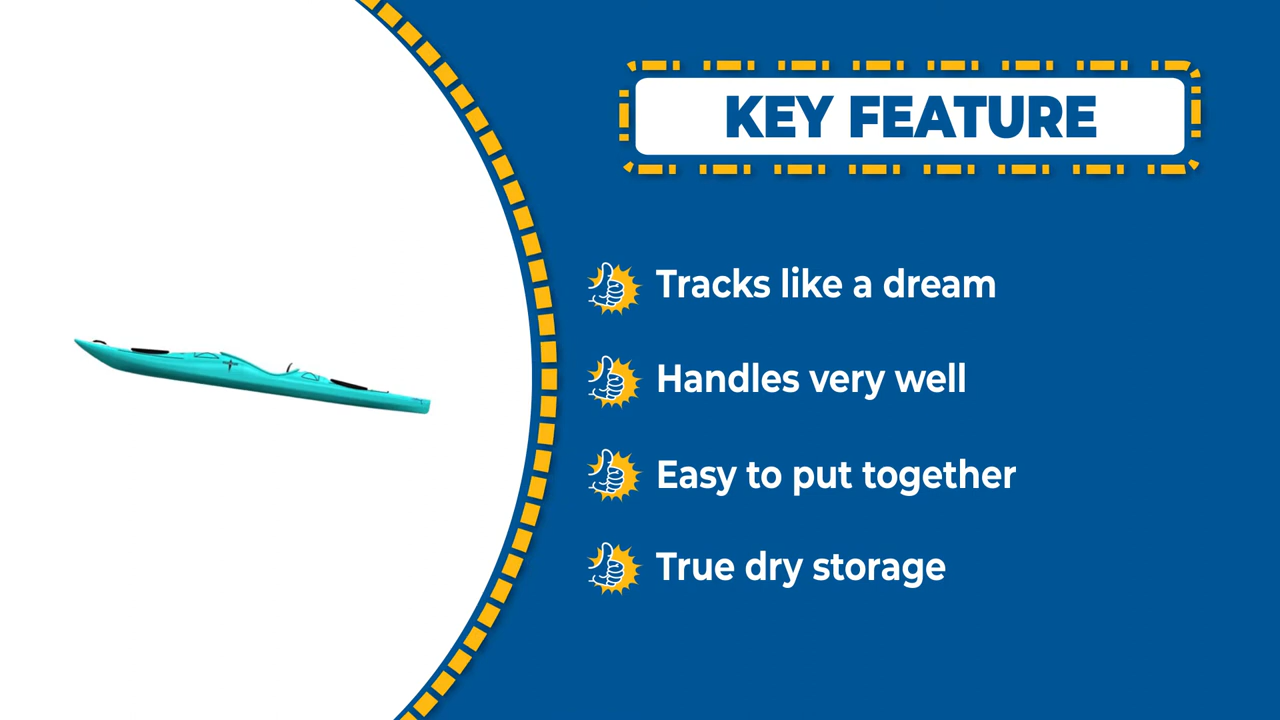 KEY FEATURE
Tracks like a dream
Handles very well
Easy to put together
True dry storage